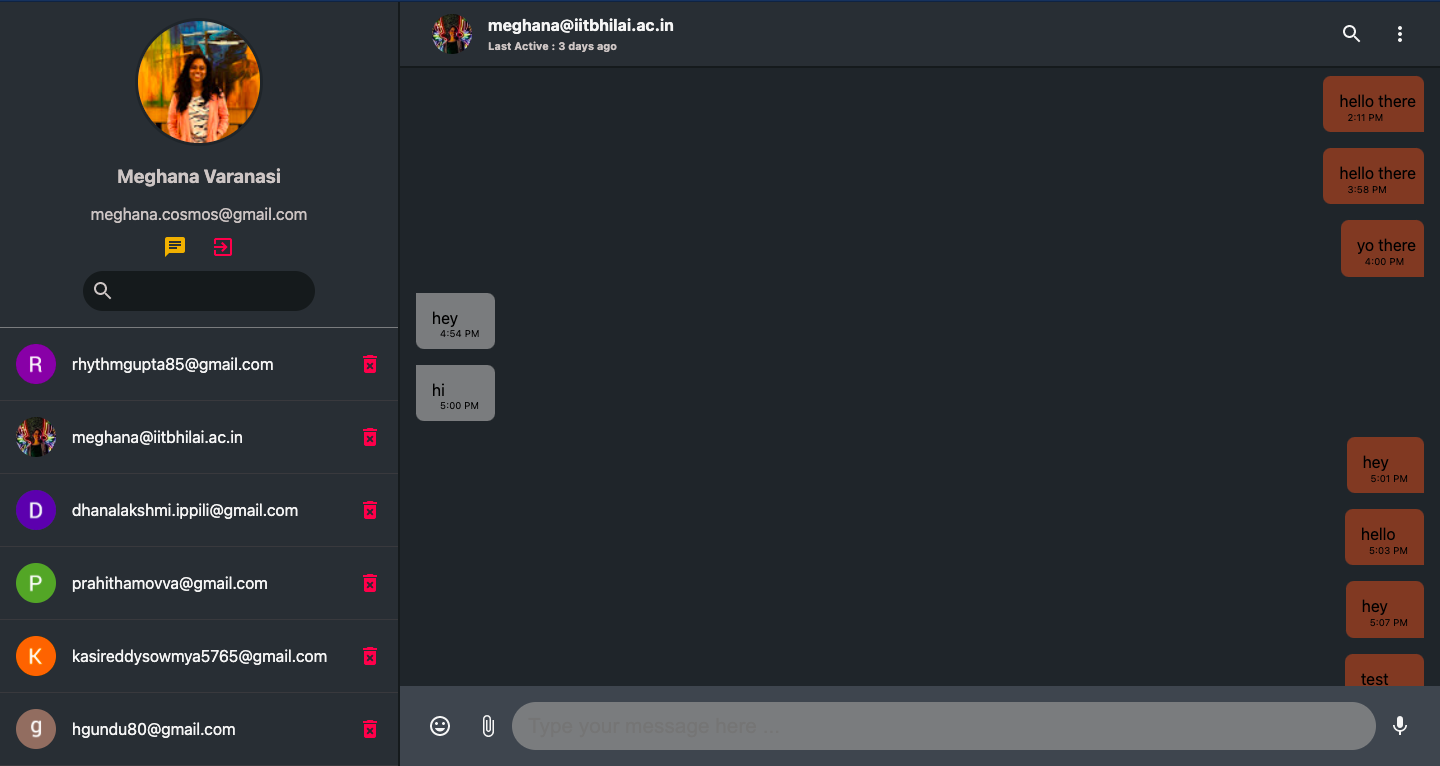 Meghana Varanasi
meghana.cosmos@gmail.com
R rhythmgupta85@gmail.com
meghana@iitbhilai.ac.in
D dhanalakshmi.ippili@gmail.com
P prahithamovva@gmail.com
K kasireddysowmya5765@gmail.com
g hgundu80@gmail.com
meghana@iitbhilai.ac.in
Last Active : 3 days ago
hello there
2:11 PM
hello there
3:58 PM
yo there
4:00 PM
hey
4:54 PM
hi
5:00 PM
hey
5:01 PM
hello
5:03 PM
hey
5:07 PM
test
Type your message here ...